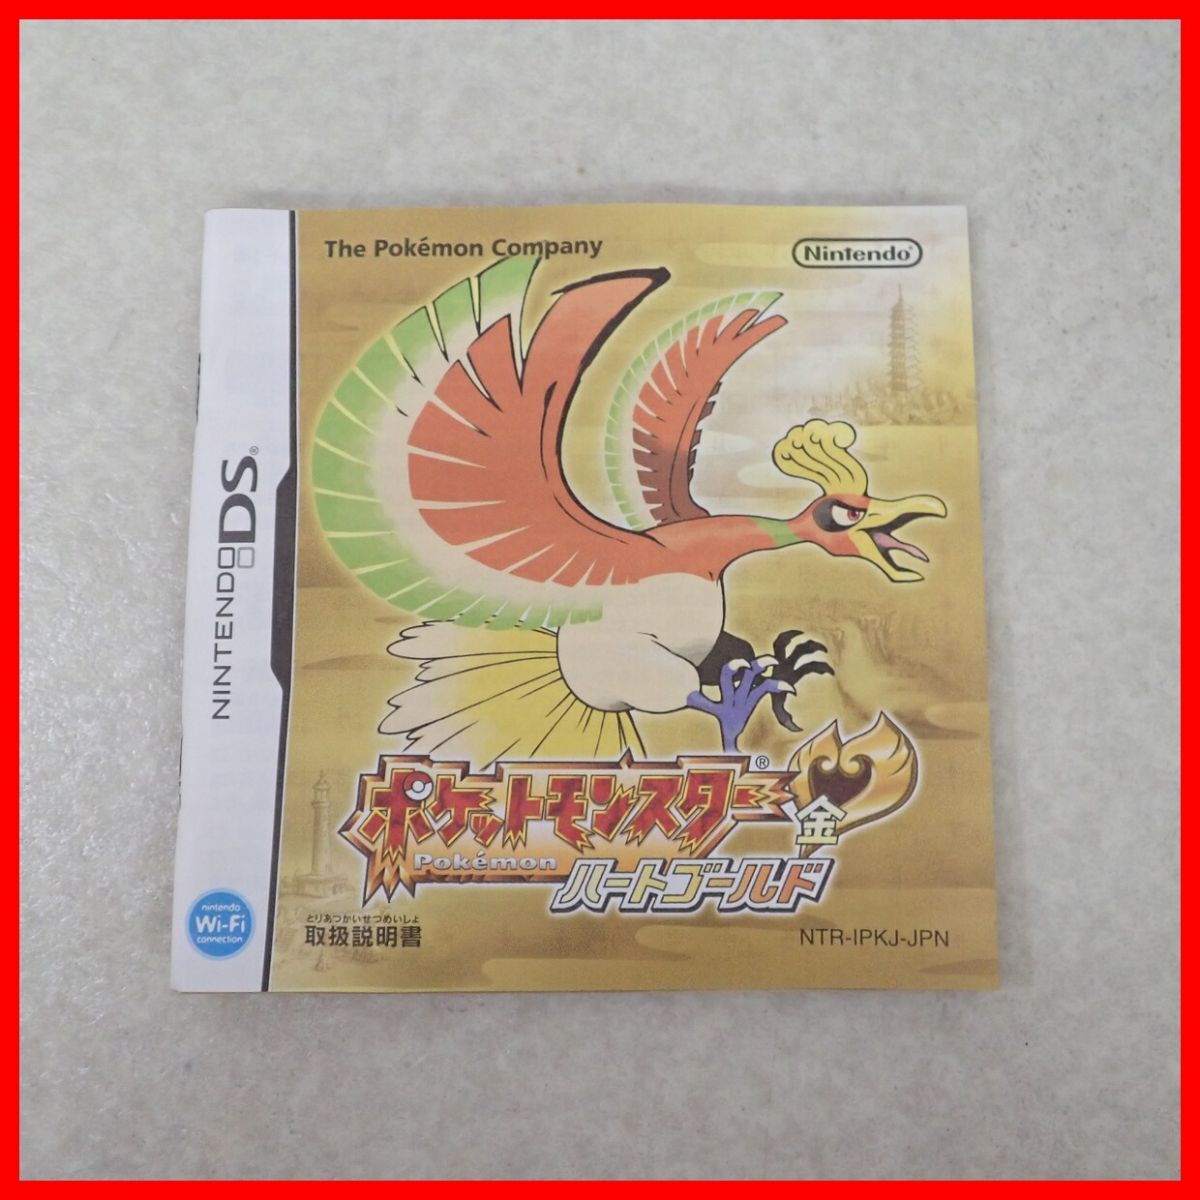 The Pokémon Company
Nintendo®
NINTENDO DS®
ポケットモンスター®
Pokémon
金
ハートゴールド
nintendo
Wi-Fi
connection
とりあつかいせつめいしょ
取扱説明書
NTR-IPKJ-JPN